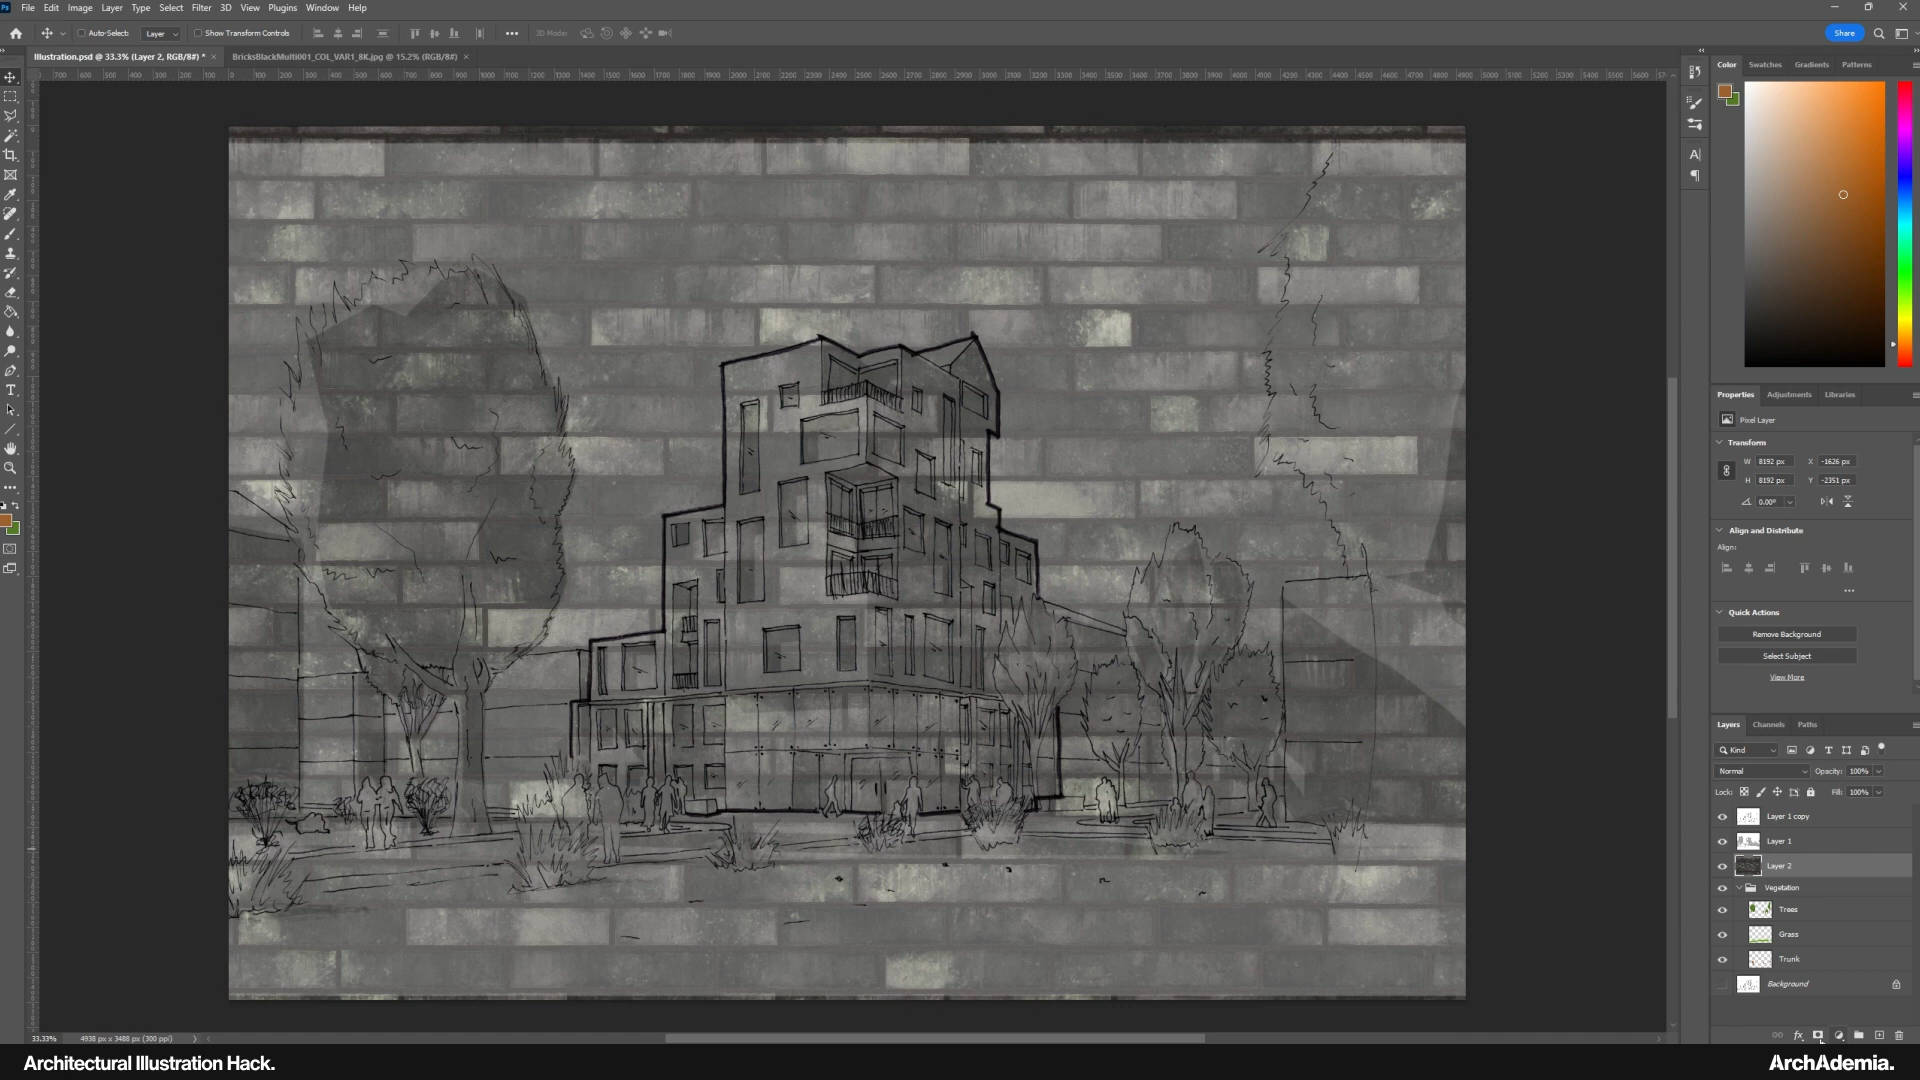 Ps File Edit Image Layer Type Select Filter 3D View Plugins Window Help
Auto-Select: Layer Show Transform Controls 3D Mode: Share
Illustration.psd @ 33.3% (Layer 2, RGB/8#) * × BricksBlackMulti001_COL_VAR1_8K.jpg @ 15.2% (RGB/8#) ×
Color Swatches Gradients Patterns
Properties Adjustments Libraries
Pixel Layer
Transform
W 8192 px X -1626 px
H 8192 px Y -2351 px
0.00°
Align and Distribute
Align:
Quick Actions
Remove Background
Select Subject
View More
Layers Channels Paths
Kind
Normal Opacity: 100%
Lock: Fill: 100%
Layer 1 copy
Layer 1
Layer 2
Vegetation
Trees
Grass
Trunk
Background
33.33% 4938 px x 3488 px (300 ppi)
Architectural Illustration Hack.
ArchAdemia.